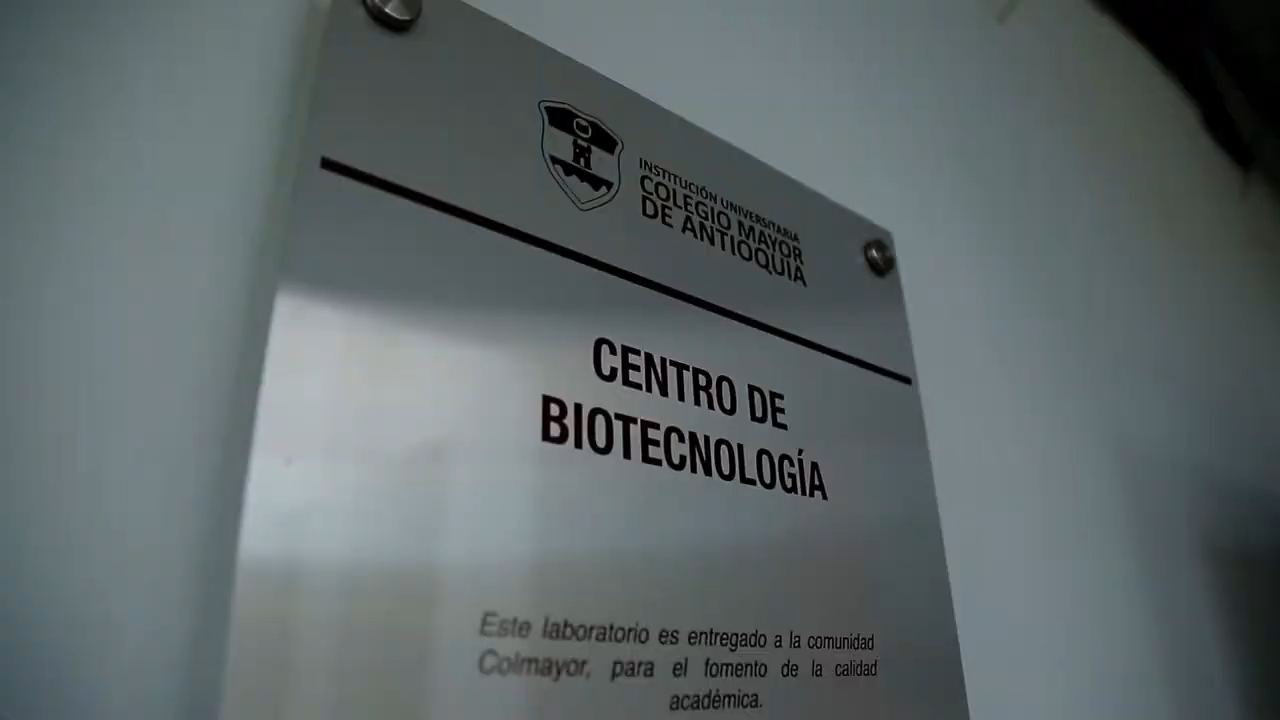 INSTITUCIÓN UNIVERSITARIA
COLEGIO MAYOR
DE ANTIOQUIA
CENTRO DE
BIOTECNOLOGÍA
Este laboratorio es entregado a la comunidad
Colmayor, para el fomento de la calidad
académica.